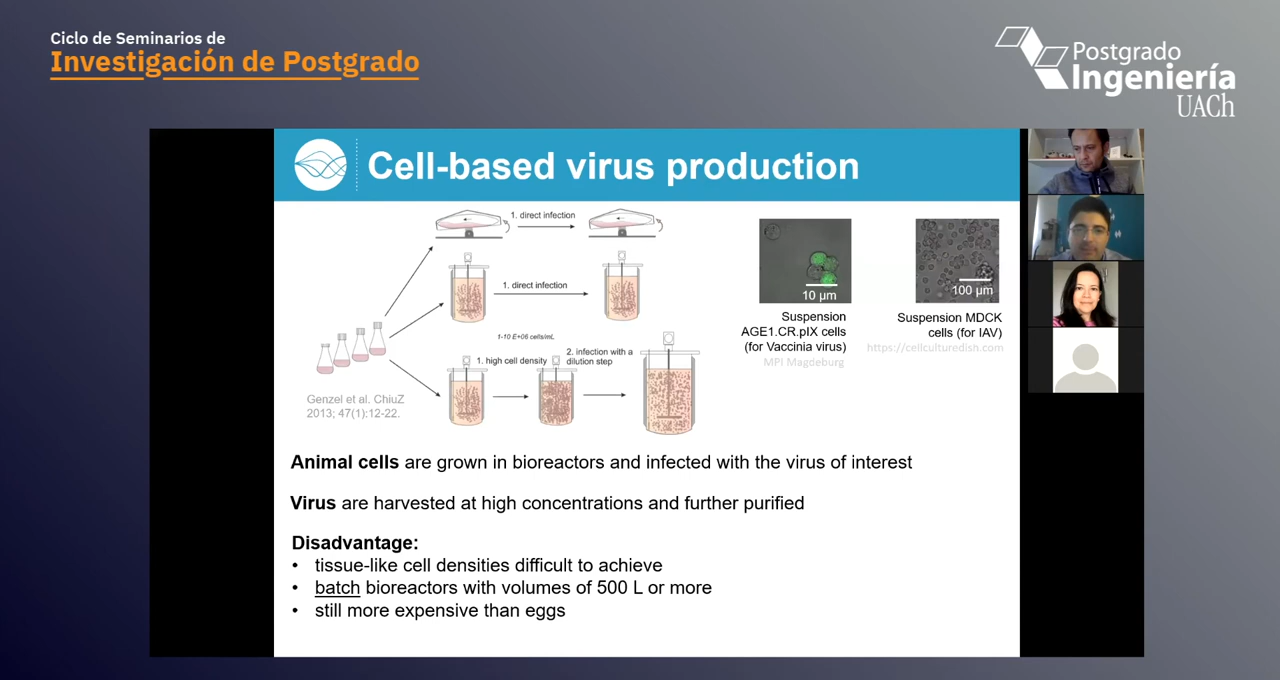 Ciclo de Seminarios de
Investigación de Postgrado
Postgrado
Ingeniería
UACh
Cell-based virus production
1. direct infection
1. direct infection
1-10 E+06 cells/mL
1. high cell density
2. infection with a
dilution step
Genzel et al. ChiuZ
2013; 47(1):12-22.
10 µm
Suspension
AGE1.CR.pIX cells
(for Vaccinia virus)
MPI Magdeburg
100 µm
Suspension MDCK
cells (for IAV)
https://cellculturedish.com
Animal cells are grown in bioreactors and infected with the virus of interest
Virus are harvested at high concentrations and further purified
Disadvantage:
• tissue-like cell densities difficult to achieve
• batch bioreactors with volumes of 500 L or more
• still more expensive than eggs